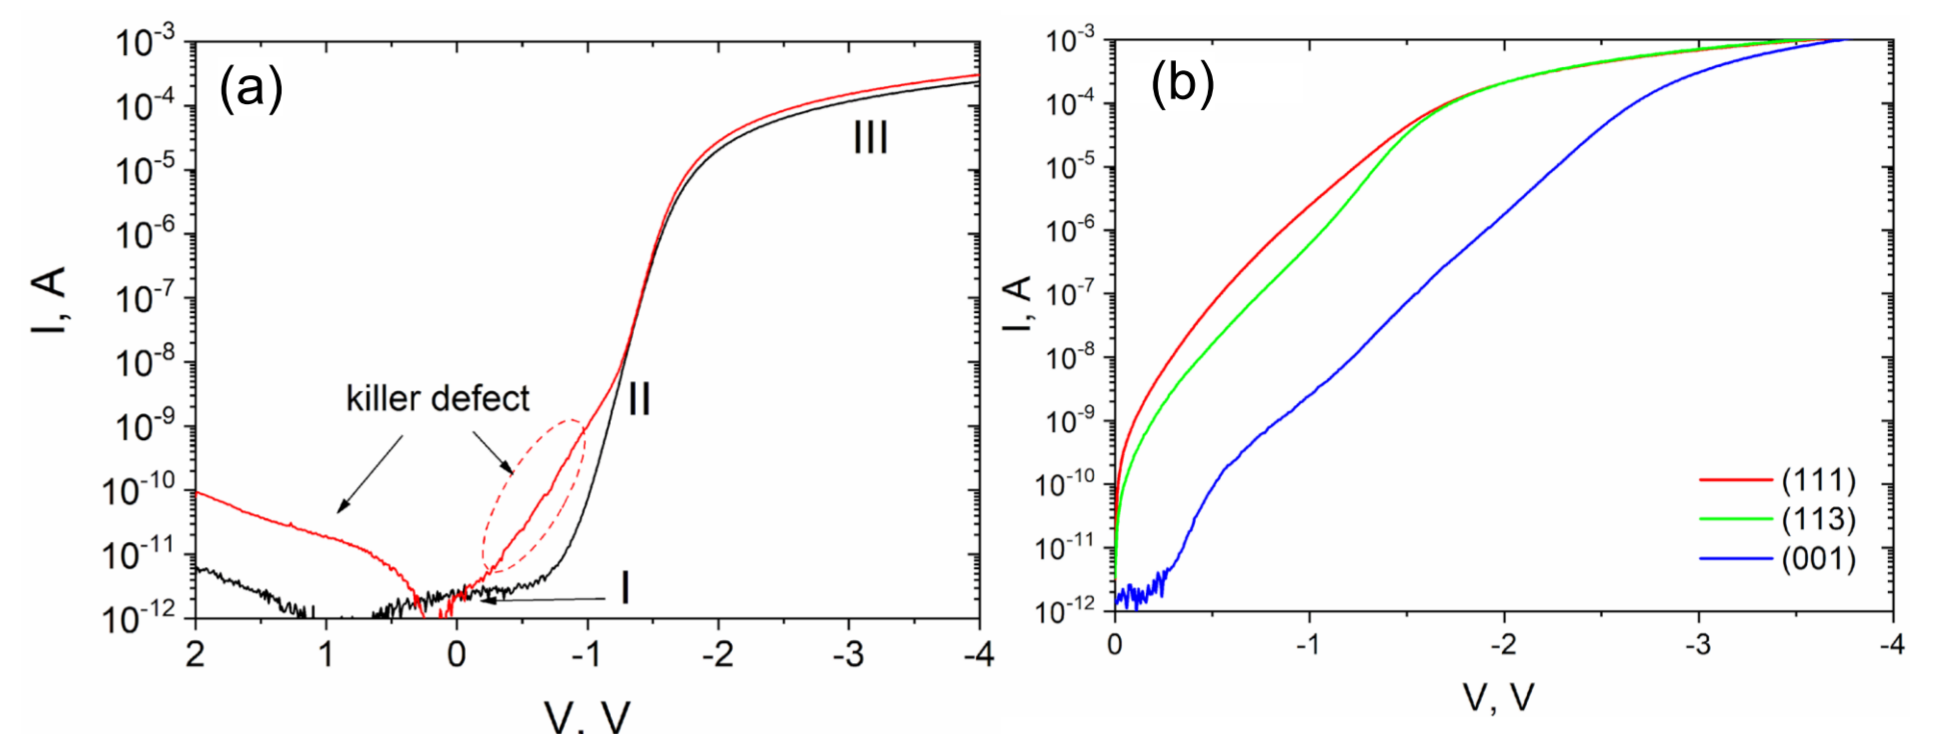 (a)
10^-3
10^-4
10^-5
10^-6
10^-7
10^-8
10^-9
10^-10
10^-11
10^-12
I, A
killer defect
I
II
III
2 1 0 -1 -2 -3 -4
V, V
(b)
10^-3
10^-4
10^-5
10^-6
10^-7
10^-8
10^-9
10^-10
10^-11
10^-12
I, A
(111)
(113)
(001)
0 -1 -2 -3 -4
V, V